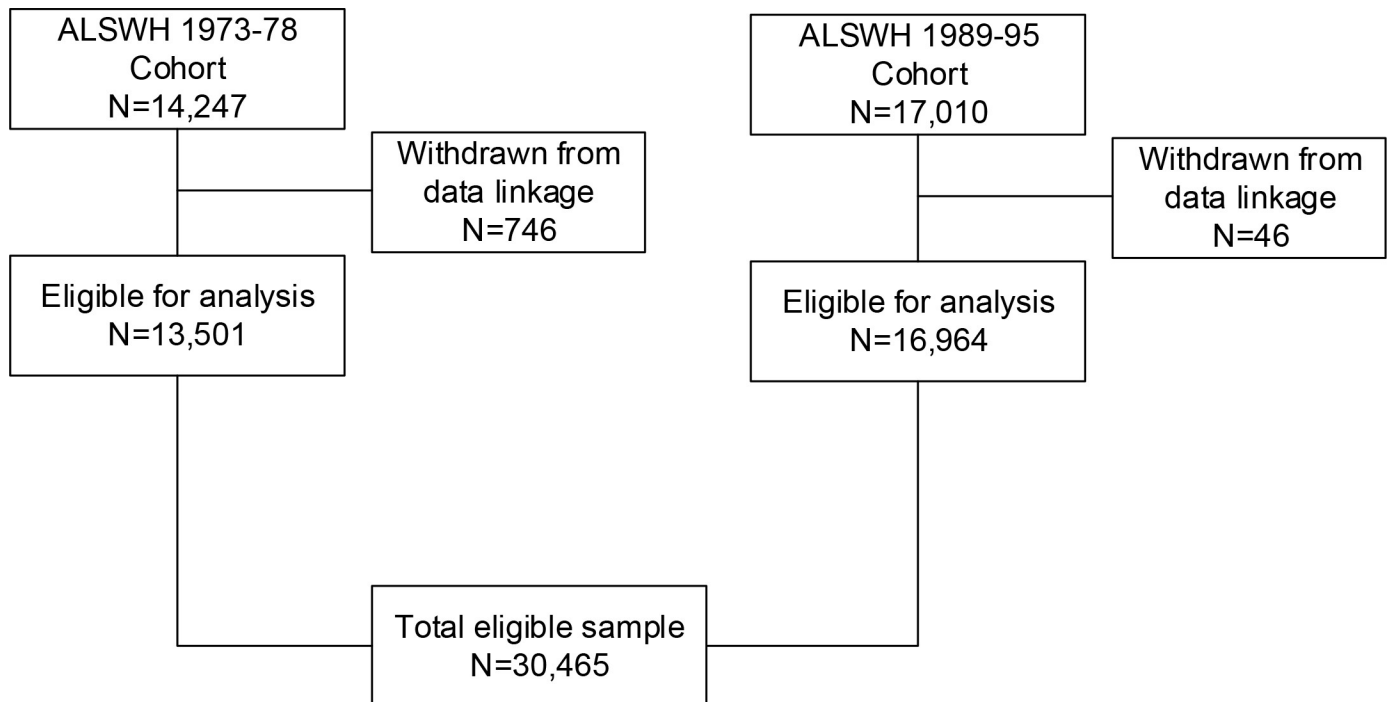 ALSWH 1973-78
Cohort
N=14,247
Withdrawn from
data linkage
N=746
Eligible for analysis
N=13,501
ALSWH 1989-95
Cohort
N=17,010
Withdrawn from
data linkage
N=46
Eligible for analysis
N=16,964
Total eligible sample
N=30,465